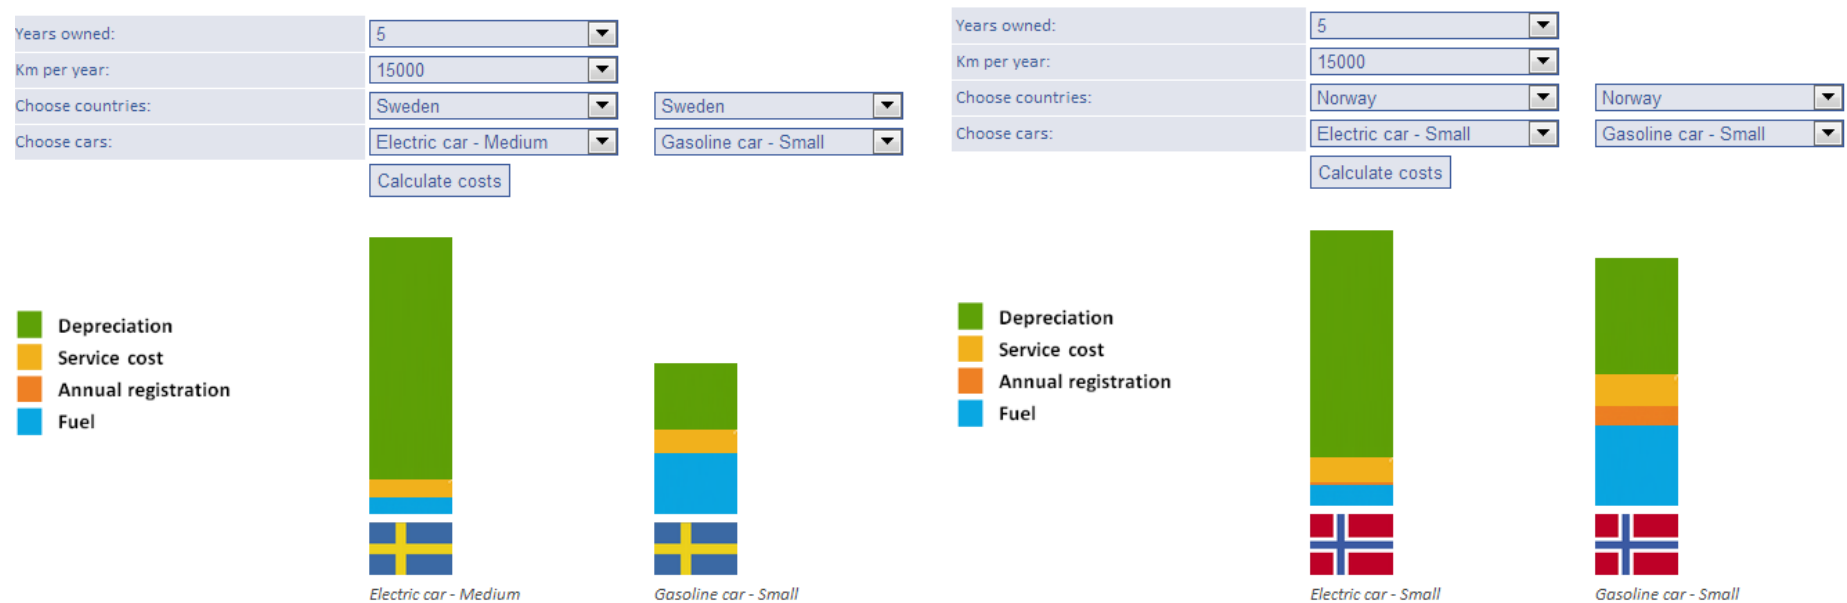 Years owned: 5
Km per year: 15000
Choose countries: Sweden Sweden
Choose cars: Electric car - Medium Gasoline car - Small
Calculate costs
Depreciation
Service cost
Annual registration
Fuel
Electric car - Medium Gasoline car - Small
Years owned: 5
Km per year: 15000
Choose countries: Norway Norway
Choose cars: Electric car - Small Gasoline car - Small
Calculate costs
Depreciation
Service cost
Annual registration
Fuel
Electric car - Small Gasoline car - Small